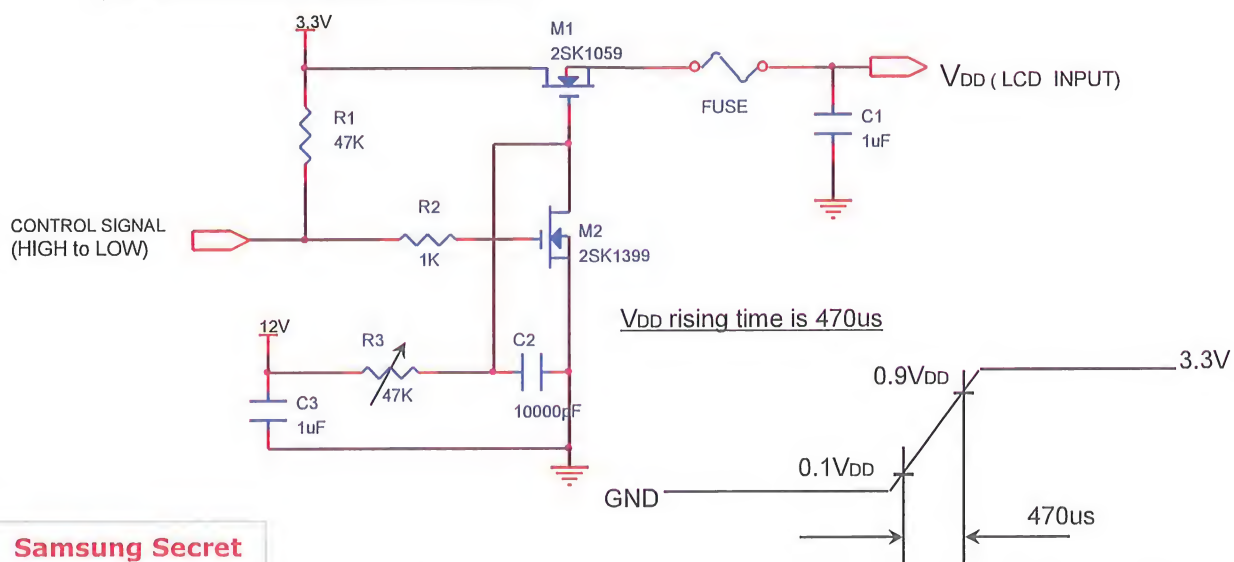 3.3V
M1
2SK1059
VDD ( LCD INPUT)
FUSE
R1
47K
C1
1uF
CONTROL SIGNAL
(HIGH to LOW)
R2
1K
M2
2SK1399
VDD rising time is 470us
12V
R3
47K
C2
10000pF
C3
1uF
0.9VDD
3.3V
0.1VDD
GND
470us
Samsung Secret